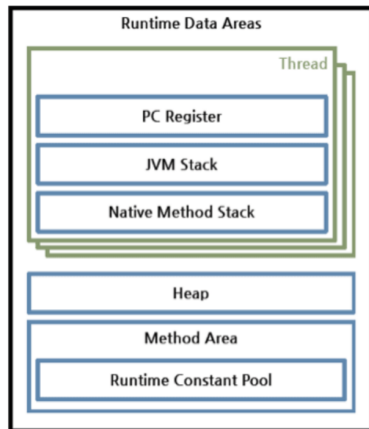 Runtime Data Areas
Thread
PC Register
JVM Stack
Native Method Stack
Heap
Method Area
Runtime Constant Pool